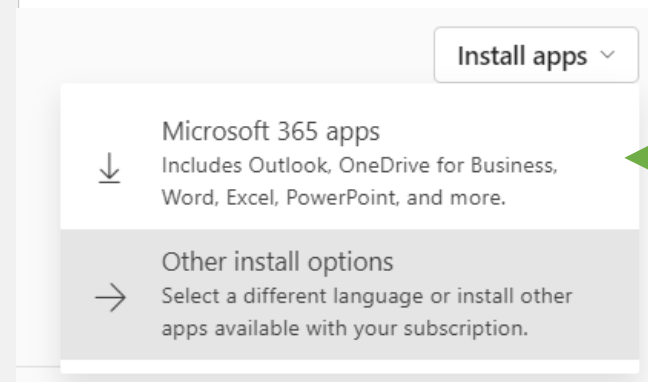 Install apps
Microsoft 365 apps
Includes Outlook, OneDrive for Business,
Word, Excel, PowerPoint, and more.
Other install options
Select a different language or install other
apps available with your subscription.